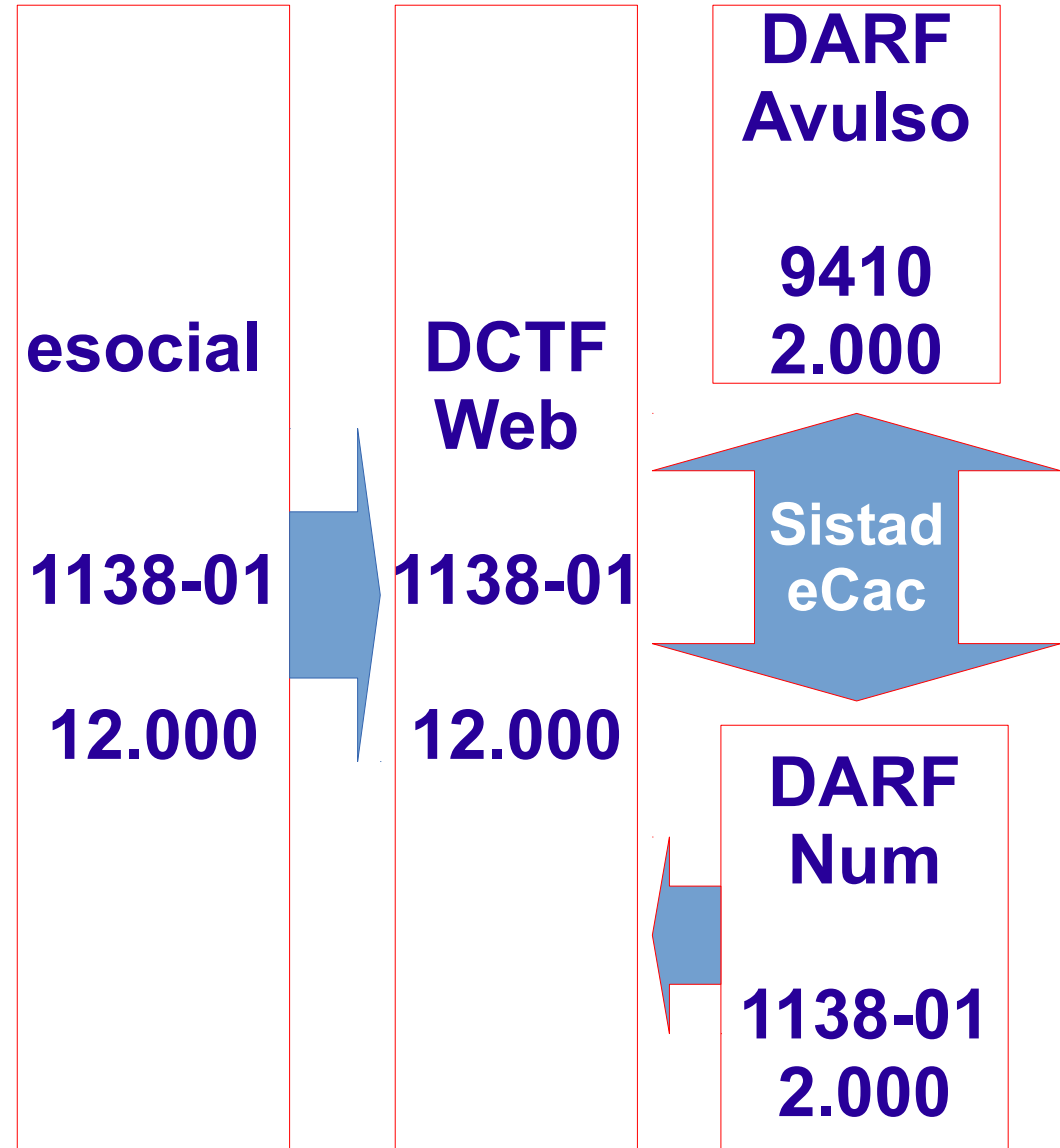 esocial
1138-01
12.000
DCTF
Web
1138-01
12.000
DARF
Avulso
9410
2.000
Sistad
eCac
DARF
Num
1138-01
2.000